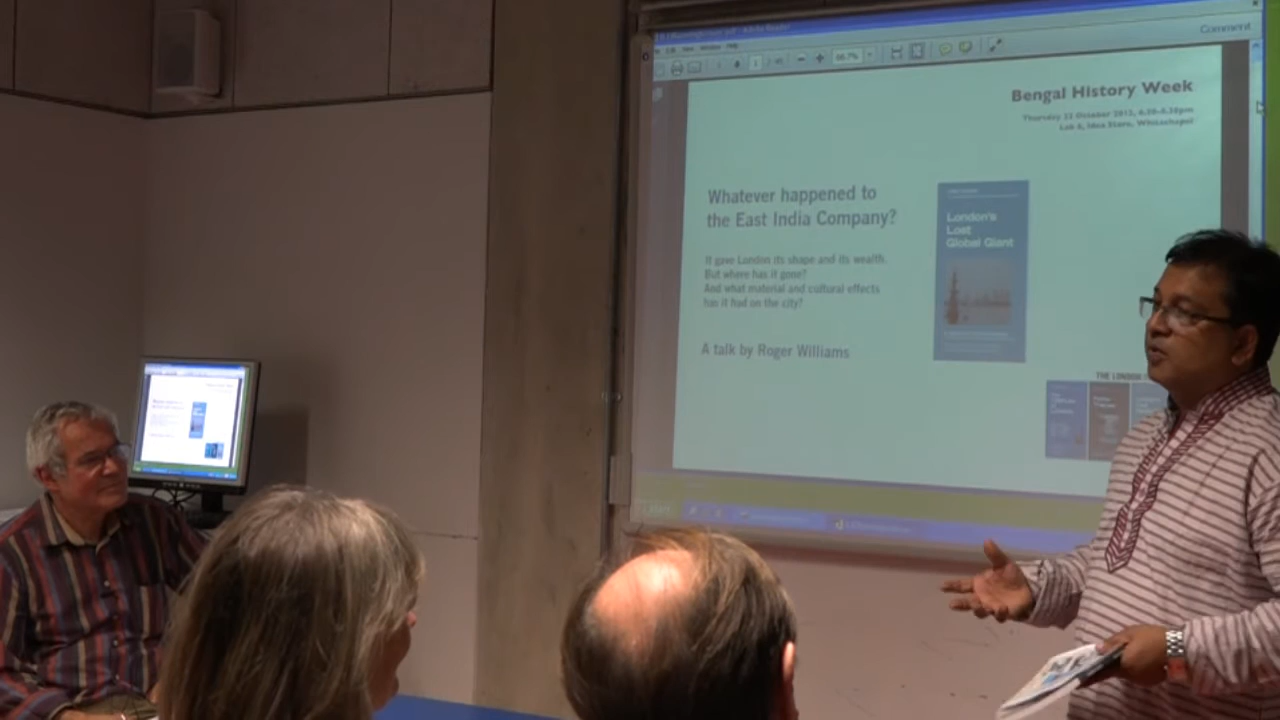 Comment
Bengal History Week
Thursday 22 October 2015, 6.30-8.30pm
Lab 6, Idea Store, Whitechapel
Whatever happened to
the East India Company?
It gave London its shape and its wealth.
But where has it gone?
And what material and cultural effects
has it had on the city?
A talk by Roger Williams
London's
Lost
Global Giant
THE LONDON